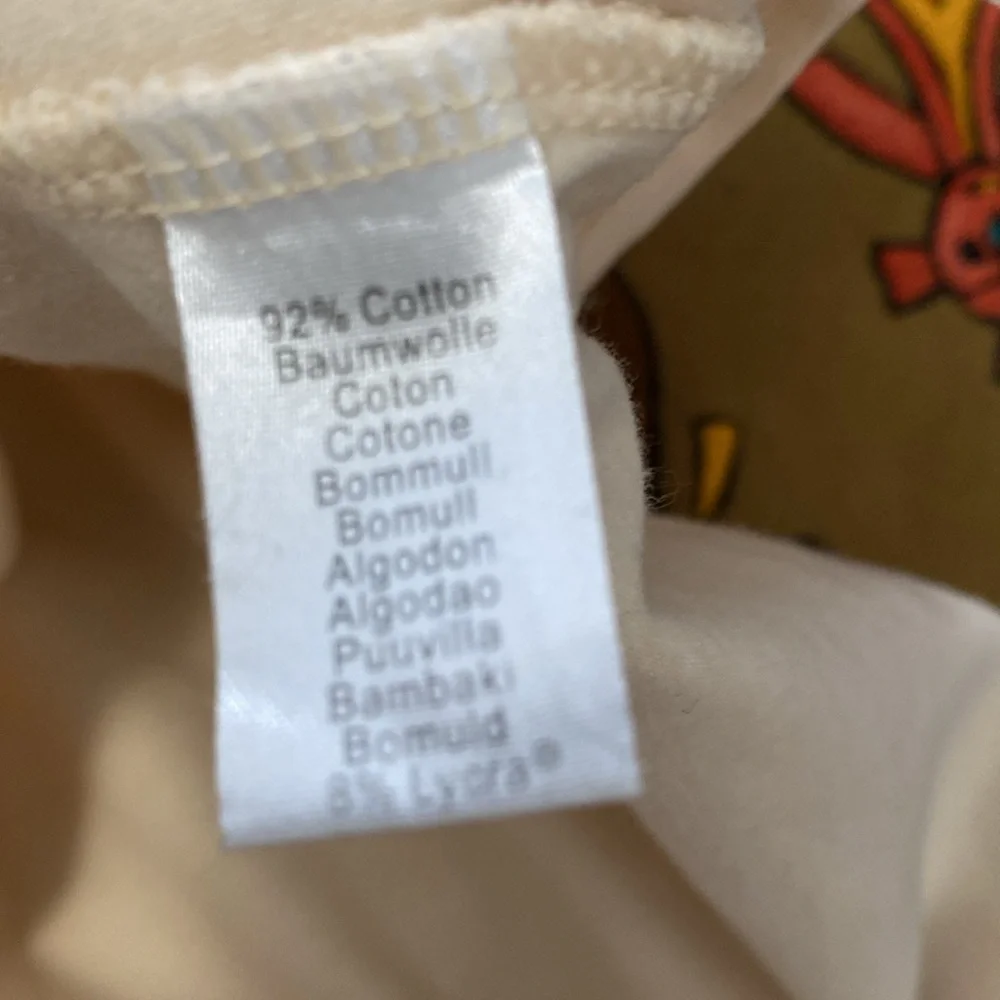 92% Cotton
Baumwolle
Coton
Cotone
Bommull
Bomull
Algodon
Algodao
Puuvilla
Bambaki
Bomuld
8% Lycra®